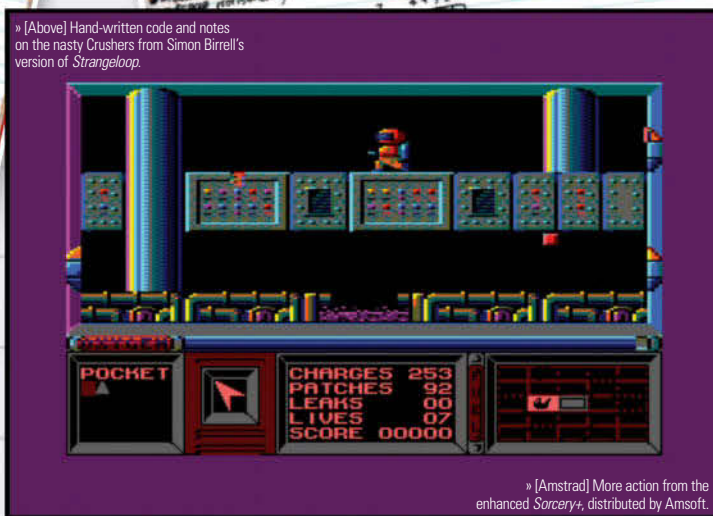 » [Above] Hand-written code and notes
on the nasty Crushers from Simon Birrell's
version of Strangeloop.
POCKET
CHARGES 253
PATCHES 92
LEAKS 00
LIVES 07
SCORE 00000
» [Amstrad] More action from the
enhanced Sorcery+, distributed by Amsoft.